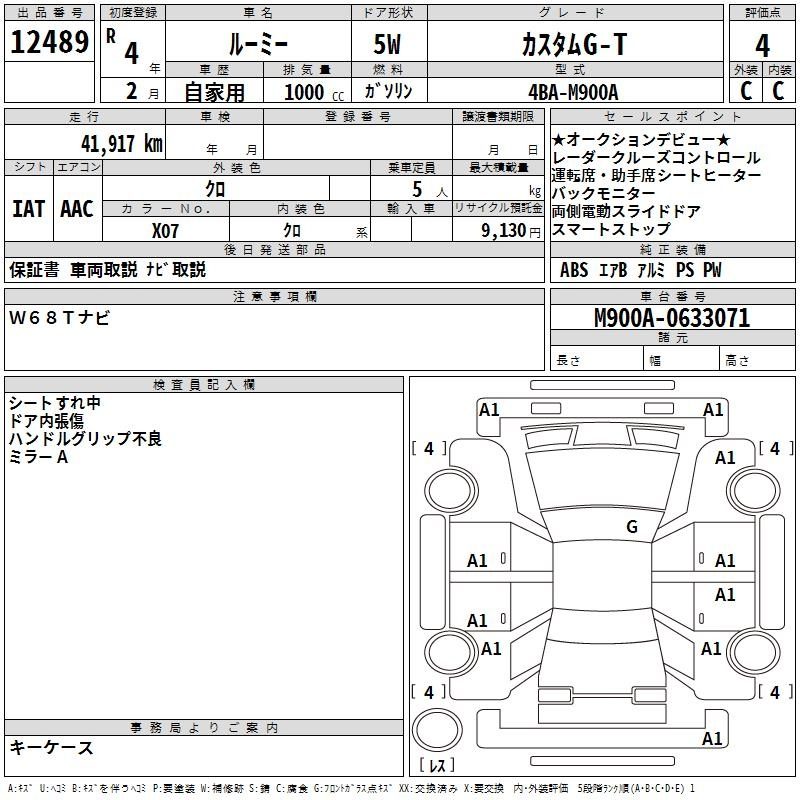 出品番号 初度登録 車名 ドア形状 グレード 評価点
12489 R 4 年 ルーミー 5W カスタムG-T 4
車歴 排気量 燃料 型式 外装 内装
2 月 自家用 1000 CC ガソリン 4BA-M900A C C
走行 車検 登録番号 譲渡書類期限
41,917 km 年 月 月 日
シフト エアコン 外装色 乗車定員 最大積載量
IAT AAC クロ 5 人 kg
カラーNo. 内装色 輸入車 リサイクル預託金
X07 クロ 系 9,130 円
後日発送部品
保証書 車両取説 ナビ取説
セールスポイント
★オークションデビュー★
レーダークルーズコントロール
運転席・助手席シートヒーター
バックモニター
両側電動スライドドア
スマートストップ
純正装備
ABS エアB アルミ PS PW
注意事項欄
W68Tナビ
車台番号
M900A-0633071
諸元
長さ 幅 高さ
検査員記入欄
シートすれ中
ドア内張傷
ハンドルグリップ不良
ミラーA
事務局よりご案内
キーケース
A1 A1
[ 4 ] [ 4 ]
A1
G
A1 A1
A1
A1
A1 A1
[ 4 ] [ 4 ]
A1
[ レス ]
A:キズ U:ヘコミ B:キズを伴うヘコミ P:要塗装 W:補修跡 S:錆 C:腐食 G:フロントガラス点キズ XX:交換済み X:要交換 内・外装評価 5段階ランク順(A・B・C・D・E) 1